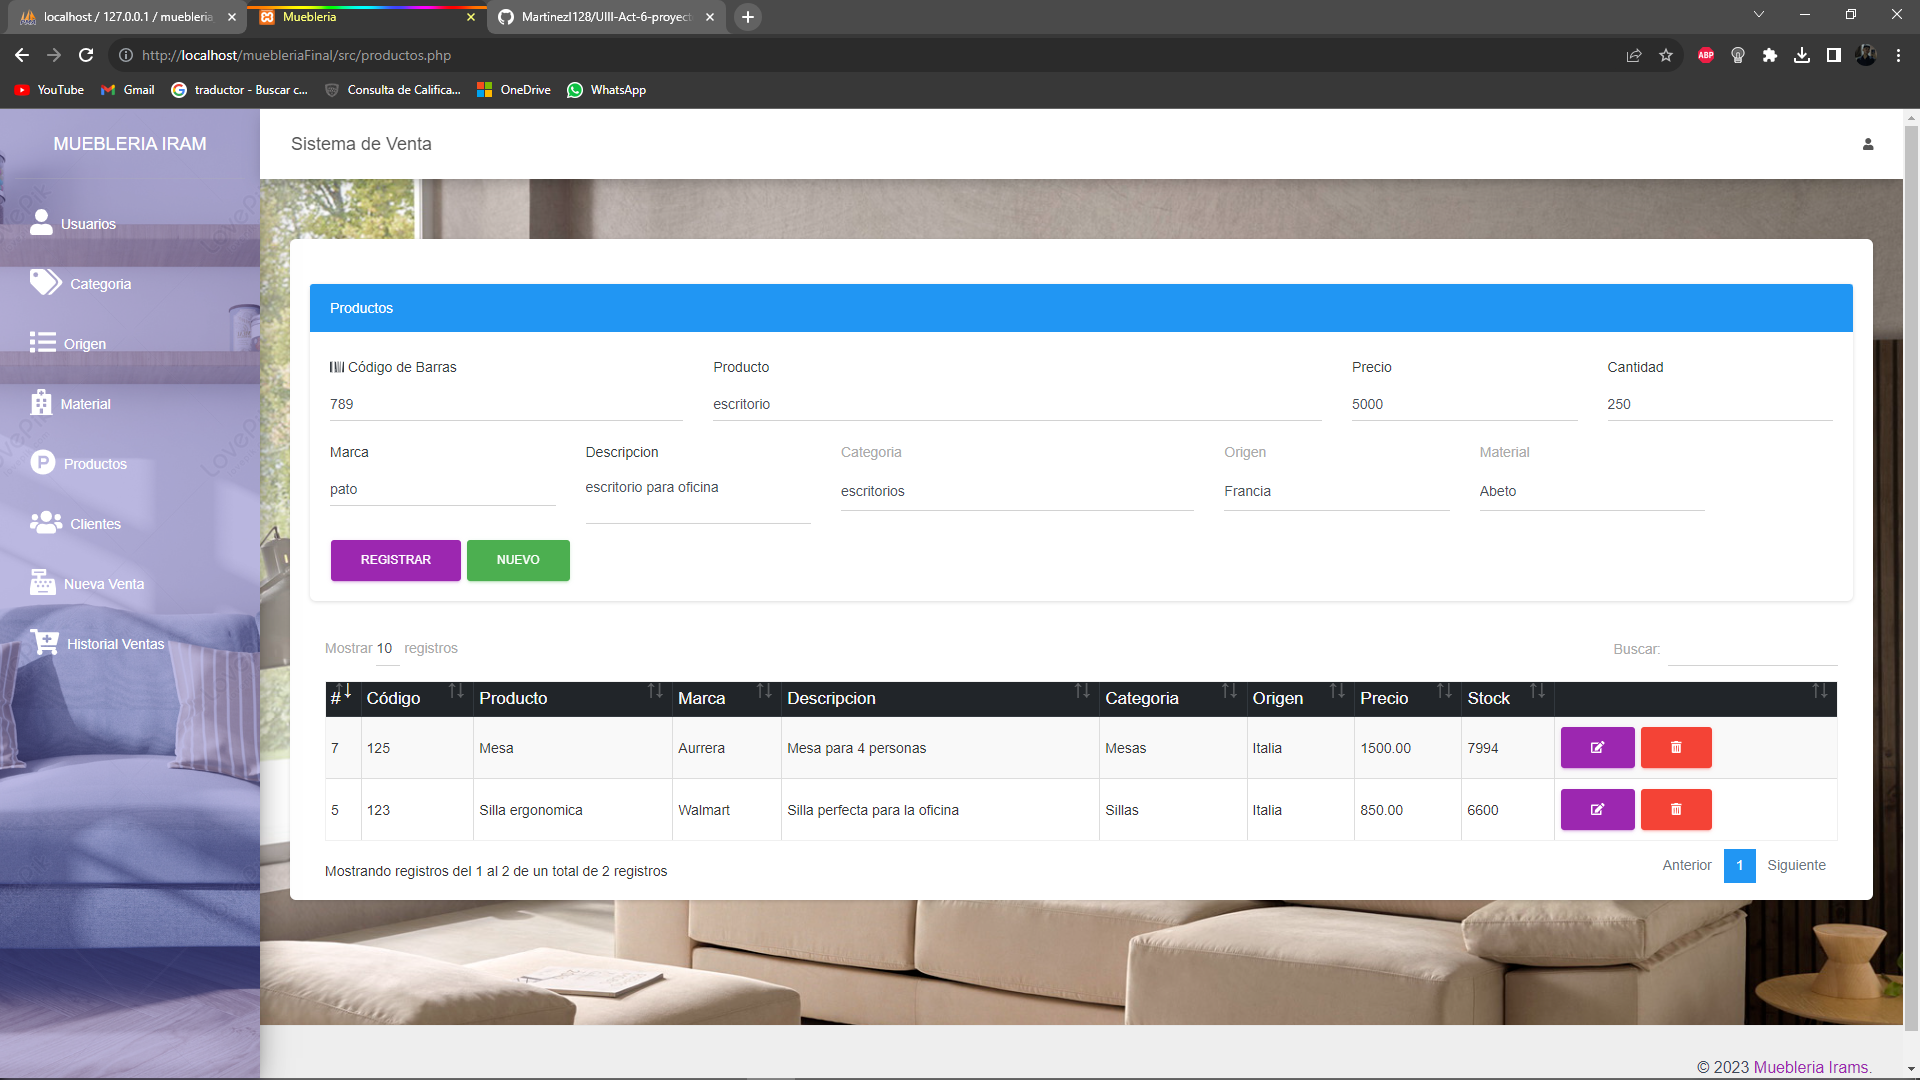 localhost / 127.0.0.1 / muebleria
Muebleria
MartinezI128/UIII-Act-6-proyect
http://localhost/muebleriaFinal/src/productos.php
ABP
YouTube
Gmail
traductor - Buscar c...
Consulta de Califica...
OneDrive
WhatsApp
MUEBLERIA IRAM
Sistema de Venta
Usuarios
Categoria
Origen
Material
Productos
Clientes
Nueva Venta
Historial Ventas
Productos
Código de Barras
Producto
Precio
Cantidad
789
escritorio
5000
250
Marca
Descripcion
Categoria
Origen
Material
pato
escritorio para oficina
escritorios
Francia
Abeto
REGISTRAR
NUEVO
Mostrar 10 registros
Buscar:
# Código Producto Marca Descripcion Categoria Origen Precio Stock
7 125 Mesa Aurrera Mesa para 4 personas Mesas Italia 1500.00 7994
5 123 Silla ergonomica Walmart Silla perfecta para la oficina Sillas Italia 850.00 6600
Mostrando registros del 1 al 2 de un total de 2 registros
Anterior 1 Siguiente
© 2023 Muebleria Irams.